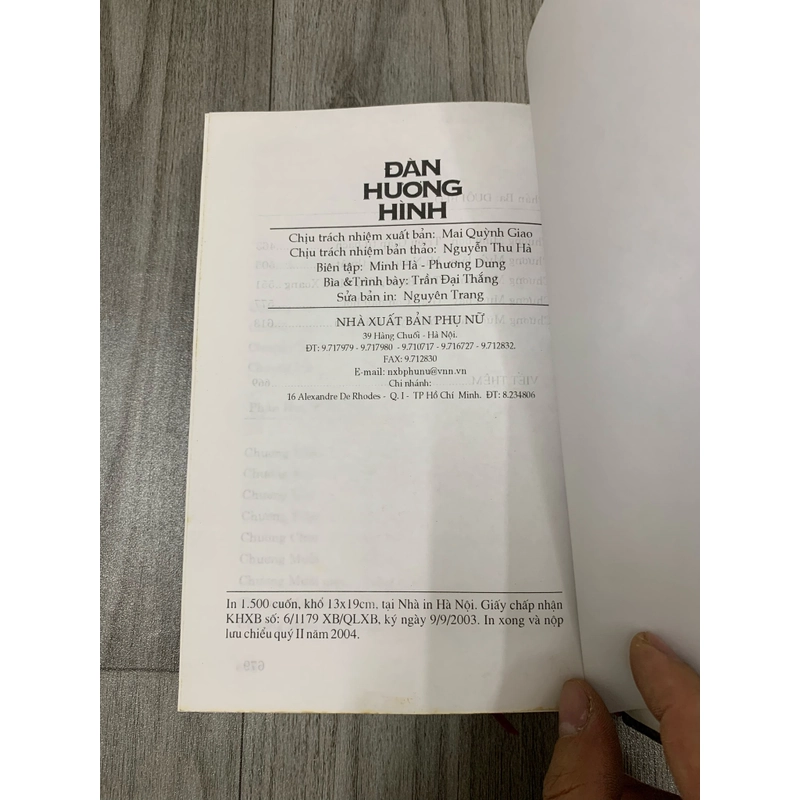 ĐÀN
HƯƠNG
HÌNH
Chịu trách nhiệm xuất bản: Mai Quỳnh Giao
Chịu trách nhiệm bản thảo: Nguyễn Thu Hà
Biên tập: Minh Hà - Phương Dung
Bìa &Trình bày: Trần Đại Thắng
Sửa bản in: Nguyên Trang
NHÀ XUẤT BẢN PHỤ NỮ
39 Hàng Chuối - Hà Nội.
ĐT: 9.717979 - 9.717980 - 9.710717 - 9.716727 - 9.712832.
FAX: 9.712830
E-mail: nxbphunu@vnn.vn
Chi nhánh:
16 Alexandre De Rhodes - Q. I - TP Hồ Chí Minh. ĐT: 8.234806
In 1.500 cuốn, khổ 13x19cm, tại Nhà in Hà Nội. Giấy chấp nhận
KHXB số: 6/1179 XB/QLXB, ký ngày 9/9/2003. In xong và nộp
lưu chiểu quý II năm 2004.